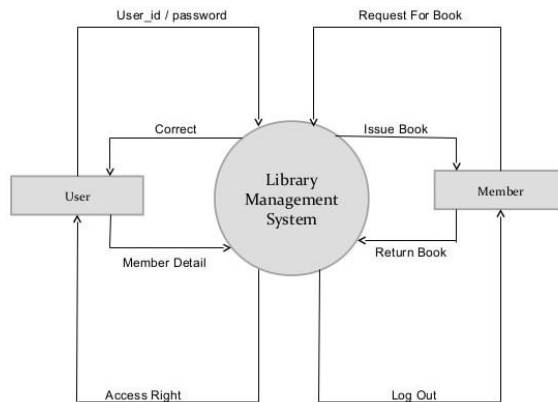 User_id / password
Request For Book
Correct
Issue Book
Library
Management
System
User
Member
Member Detail
Return Book
Access Right
Log Out